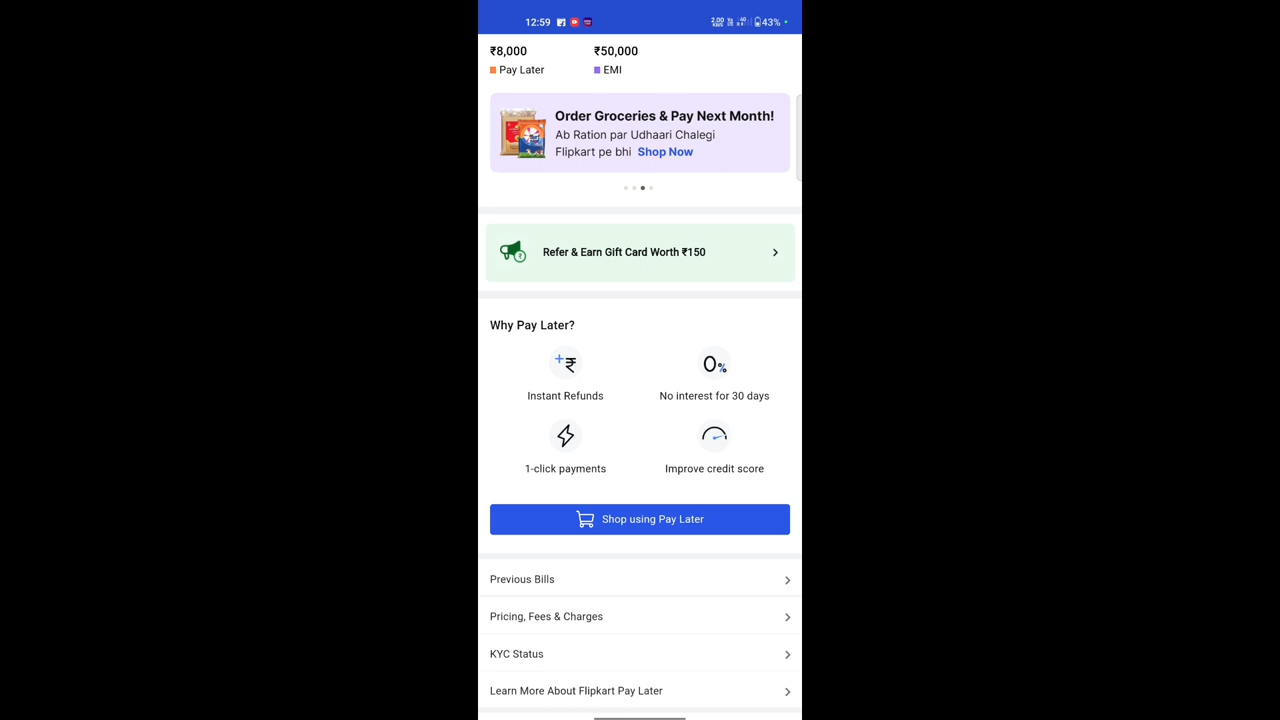 12:59
43%
₹8,000 ₹50,000
Pay Later EMI
Order Groceries & Pay Next Month!
Ab Ration par Udhaari Chalegi
Flipkart pe bhi Shop Now
Refer & Earn Gift Card Worth ₹150
Why Pay Later?
+₹ 0%
Instant Refunds No interest for 30 days
1-click payments Improve credit score
Shop using Pay Later
Previous Bills
Pricing, Fees & Charges
KYC Status
Learn More About Flipkart Pay Later